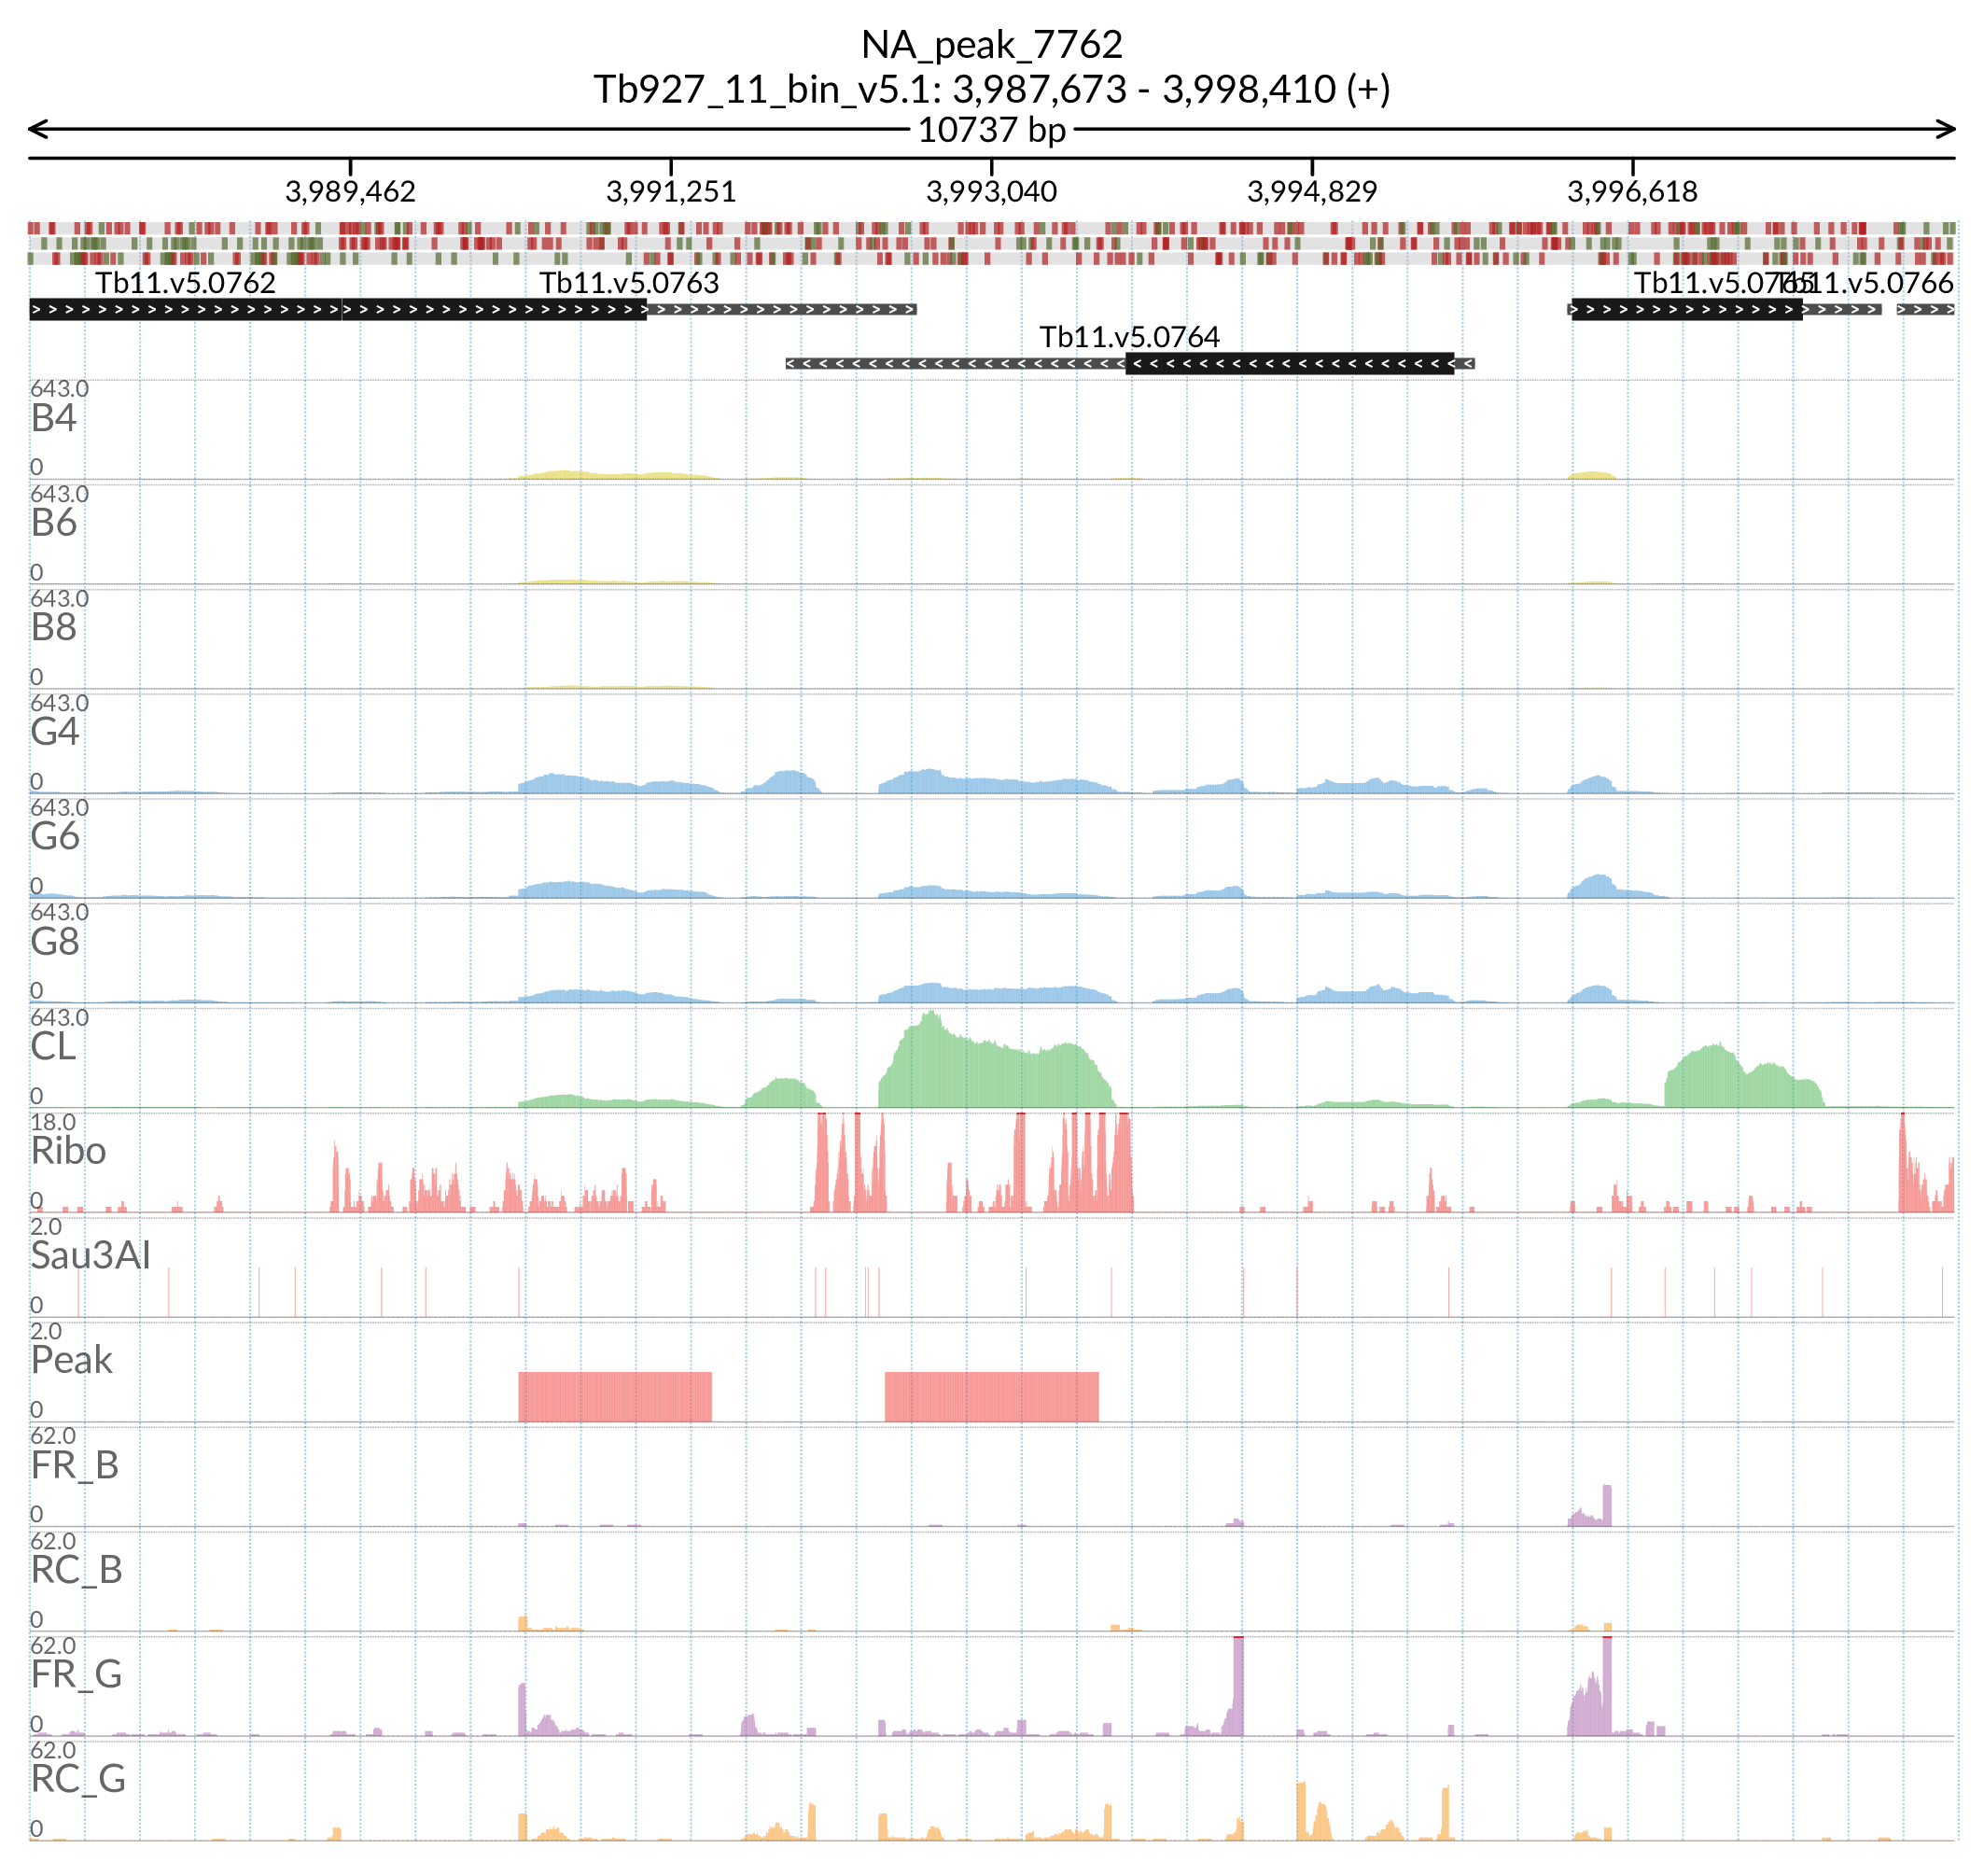 NA_peak_7762
Tb927_11_bin_v5.1: 3,987,673 - 3,998,410 (+)
10737 bp
3,989,462 3,991,251 3,993,040 3,994,829 3,996,618
Tb11.v5.0762 Tb11.v5.0763 Tb11.v5.0765 Tb11.v5.0766
Tb11.v5.0764
643.0
B4
0
643.0
B6
0
643.0
B8
0
643.0
G4
0
643.0
G6
0
643.0
G8
0
643.0
CL
0
18.0
Ribo
0
2.0
Sau3AI
0
2.0
Peak
0
62.0
FR_B
0
62.0
RC_B
0
62.0
FR_G
0
62.0
RC_G
0